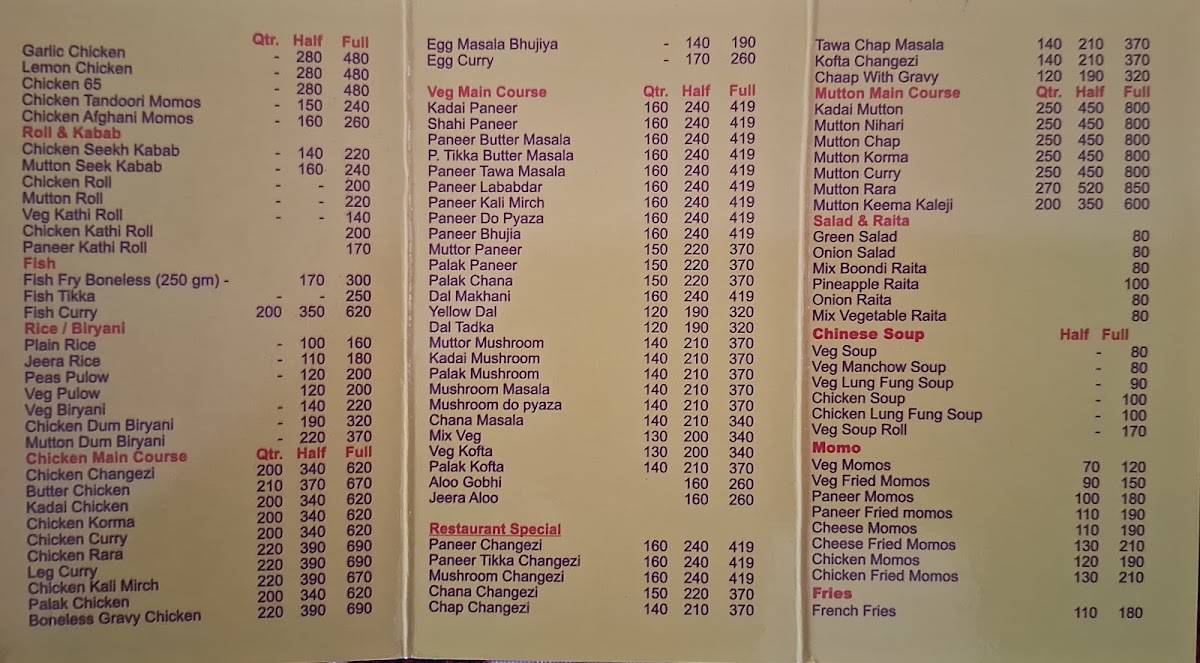 Qtr. Half Full
Garlic Chicken - 280 480
Lemon Chicken - 280 480
Chicken 65 - 280 480
Chicken Tandoori Momos - 150 240
Chicken Afghani Momos - 160 260
Roll & Kabab
Chicken Seekh Kabab - 140 220
Mutton Seek Kabab - 160 240
Chicken Roll - - 200
Mutton Roll - - 220
Veg Kathi Roll - - 140
Chicken Kathi Roll 200
Paneer Kathi Roll 170
Fish
Fish Fry Boneless (250 gm) - 170 300
Fish Tikka - - 250
Fish Curry 200 350 620
Rice / Biryani
Plain Rice - 100 160
Jeera Rice - 110 180
Peas Pulow - 120 200
Veg Pulow 120 200
Veg Biryani - 140 220
Chicken Dum Biryani - 190 320
Mutton Dum Biryani - 220 370
Chicken Main Course Qtr. Half Full
Chicken Changezi 200 340 620
Butter Chicken 210 370 670
Kadai Chicken 200 340 620
Chicken Korma 200 340 620
Chicken Curry 200 340 620
Chicken Rara 220 390 690
Leg Curry 220 390 690
Chicken Kali Mirch 220 390 670
Palak Chicken 200 340 620
Boneless Gravy Chicken 220 390 690
Egg Masala Bhujiya - 140 190
Egg Curry - 170 260
Veg Main Course Qtr. Half Full
Kadai Paneer 160 240 419
Shahi Paneer 160 240 419
Paneer Butter Masala 160 240 419
P. Tikka Butter Masala 160 240 419
Paneer Tawa Masala 160 240 419
Paneer Lababdar 160 240 419
Paneer Kali Mirch 160 240 419
Paneer Do Pyaza 160 240 419
Paneer Bhujia 160 240 419
Muttor Paneer 150 220 370
Palak Paneer 150 220 370
Palak Chana 150 220 370
Dal Makhani 160 240 419
Yellow Dal 120 190 320
Dal Tadka 120 190 320
Muttor Mushroom 140 210 370
Kadai Mushroom 140 210 370
Palak Mushroom 140 210 370
Mushroom Masala 140 210 370
Mushroom do pyaza 140 210 370
Chana Masala 140 210 340
Mix Veg 130 200 340
Veg Kofta 130 200 340
Palak Kofta 140 210 370
Aloo Gobhi 160 260
Jeera Aloo 160 260
Restaurant Special
Paneer Changezi 160 240 419
Paneer Tikka Changezi 160 240 419
Mushroom Changezi 160 240 419
Chana Changezi 150 220 370
Chap Changezi 140 210 370
Tawa Chap Masala 140 210 370
Kofta Changezi 140 210 370
Chaap With Gravy 120 190 320
Mutton Main Course Qtr. Half Full
Kadai Mutton 250 450 800
Mutton Nihari 250 450 800
Mutton Chap 250 450 800
Mutton Korma 250 450 800
Mutton Curry 250 450 800
Mutton Rara 270 520 850
Mutton Keema Kaleji 200 350 600
Salad & Raita
Green Salad 80
Onion Salad 80
Mix Boondi Raita 80
Pineapple Raita 100
Onion Raita 80
Mix Vegetable Raita 80
Chinese Soup Half Full
Veg Soup - 80
Veg Manchow Soup - 80
Veg Lung Fung Soup - 90
Chicken Soup - 100
Chicken Lung Fung Soup - 100
Veg Soup Roll - 170
Momo
Veg Momos 70 120
Veg Fried Momos 90 150
Paneer Momos 100 180
Paneer Fried momos 110 190
Cheese Momos 110 190
Cheese Fried Momos 130 210
Chicken Momos 120 190
Chicken Fried Momos 130 210
Fries
French Fries 110 180